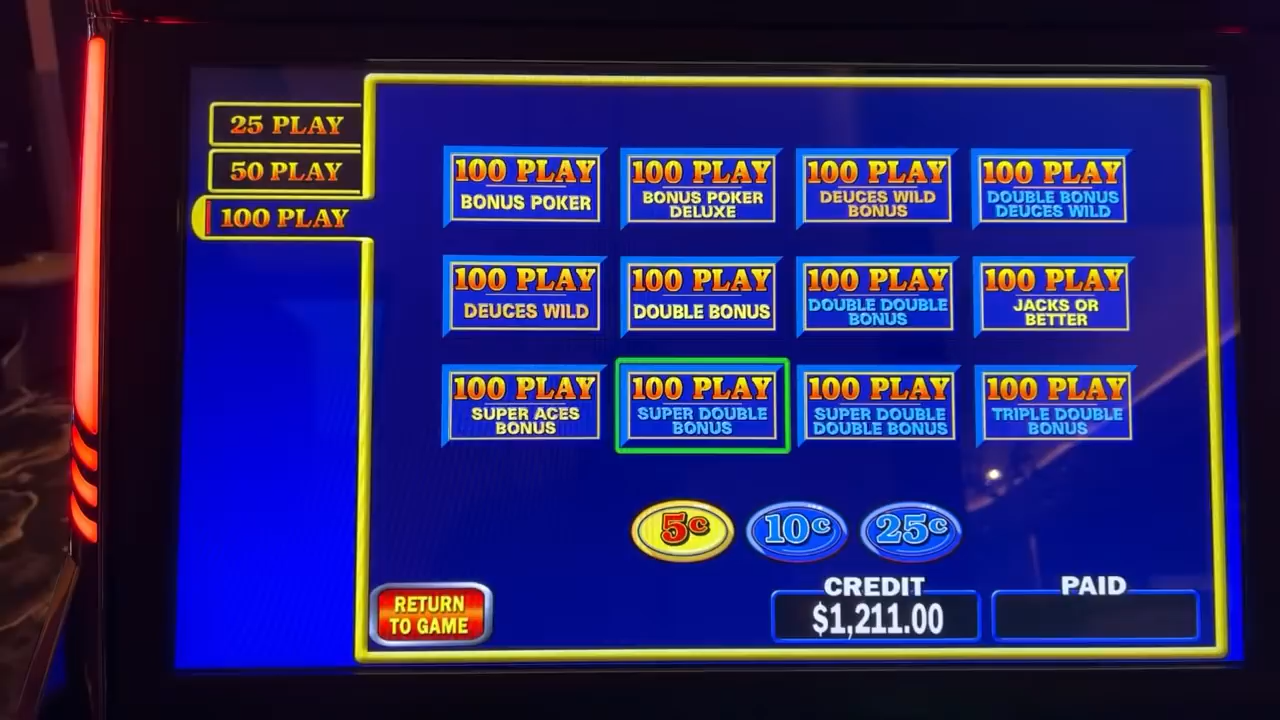 25 PLAY
50 PLAY
100 PLAY
100 PLAY
BONUS POKER
100 PLAY
BONUS POKER
DELUXE
100 PLAY
DEUCES WILD
BONUS
100 PLAY
DOUBLE BONUS
DEUCES WILD
100 PLAY
DEUCES WILD
100 PLAY
DOUBLE BONUS
100 PLAY
DOUBLE DOUBLE
BONUS
100 PLAY
JACKS OR
BETTER
100 PLAY
SUPER ACES
BONUS
100 PLAY
SUPER DOUBLE
BONUS
100 PLAY
SUPER DOUBLE
DOUBLE BONUS
100 PLAY
TRIPLE DOUBLE
BONUS
5¢
10¢
25¢
RETURN
TO GAME
CREDIT
$1,211.00
PAID